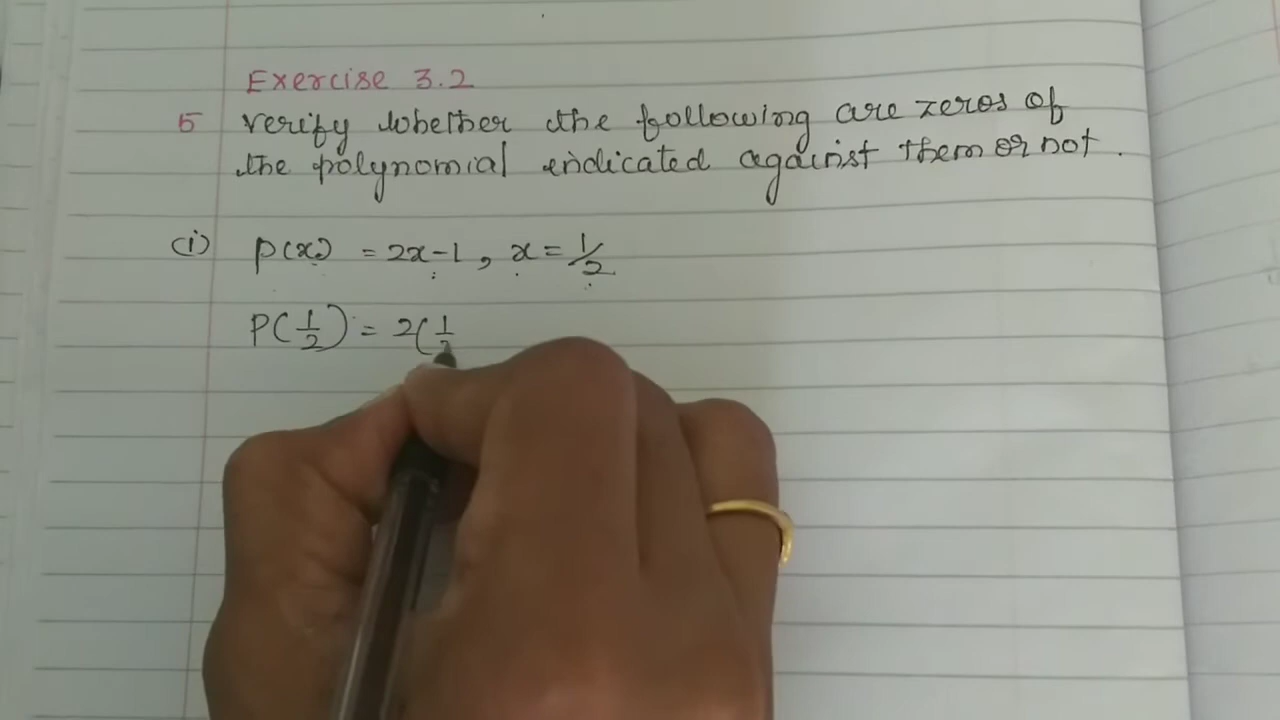 Exercise 3.2
5 verify whether the following are zeros of
the polynomial indicated against them or not.
(i) p(x) = 2x-1, x = 1/2
P(1/2) = 2(1/2